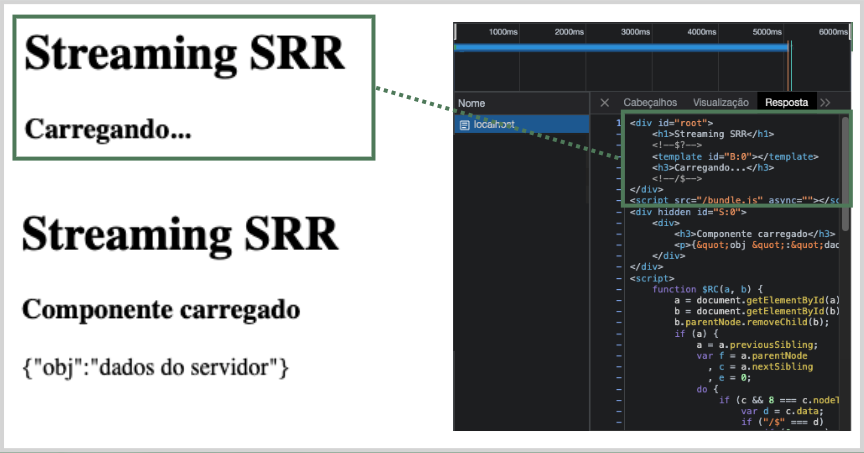 Streaming SRR
Carregando...
Streaming SRR
Componente carregado
{"obj":"dados do servidor"}
1000ms 2000ms 3000ms 4000ms 5000ms 6000ms
Nome
Cabeçalhos Visualização Resposta
localhost
1 <div id="root">
<h1>Streaming SRR</h1>
<!--$?-->
<template id="B:0"></template>
<h3>Carregando...</h3>
<!--/$-->
</div>
<script src="/bundle.js" async=""></sc
<div hidden id="S:0">
<div>
<h3>Componente carregado</h3>
<p>{&quot;obj &quot;:&quot;dad
</div>
</div>
<script>
function $RC(a, b) {
a = document.getElementById(a)
b = document.getElementById(b)
b.parentNode.removeChild(b);
if (a) {
a = a.previousSibling;
var f = a.parentNode
, c = a.nextSibling
, e = 0;
do {
if (c && 8 === c.nodeT
var d = c.data;
if ("/$" === d)